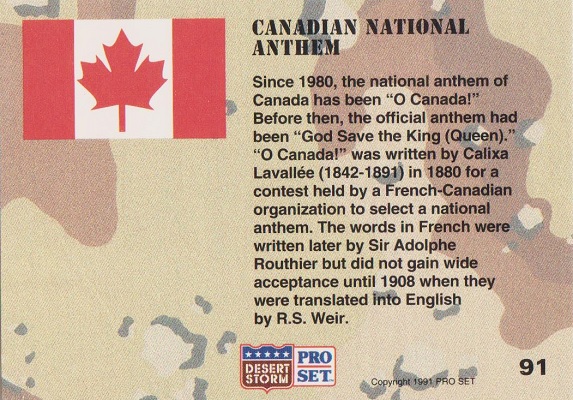 CANADIAN NATIONAL
ANTHEM
Since 1980, the national anthem of
Canada has been “O Canada!”
Before then, the official anthem had
been “God Save the King (Queen).”
“O Canada!” was written by Calixa
Lavallée (1842-1891) in 1880 for a
contest held by a French-Canadian
organization to select a national
anthem. The words in French were
written later by Sir Adolphe
Routhier but did not gain wide
acceptance until 1908 when they
were translated into English
by R.S. Weir.
DESERT
STORM
PRO
SET
Copyright 1991 PRO SET
91